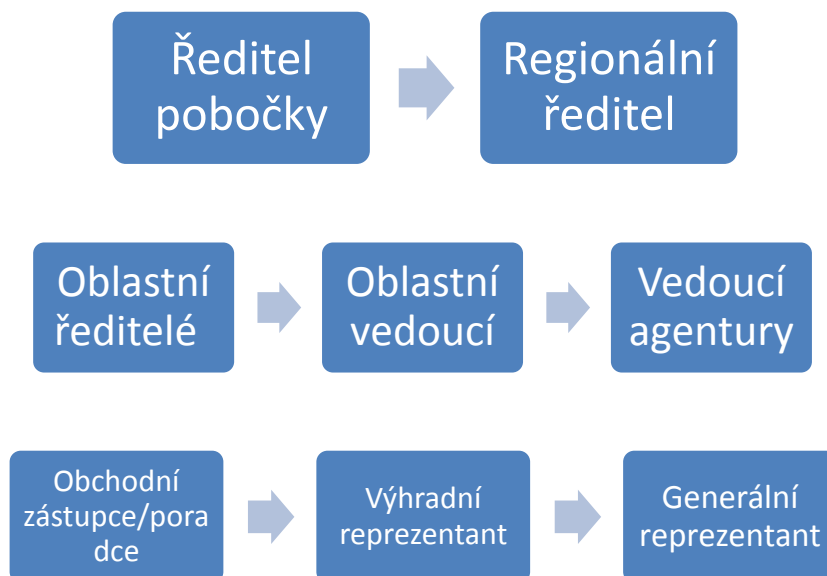 Ředitel
pobočky
Regionální
ředitel
Oblastní
ředitelé
Oblastní
vedoucí
Vedoucí
agentury
Obchodní
zástupce/pora
dce
Výhradní
reprezentant
Generální
reprezentant